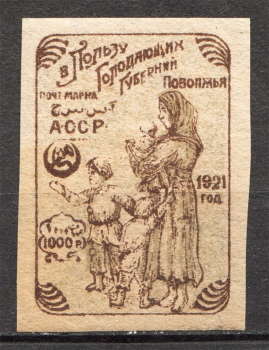 в Пользу
Голодающих
Губерний
Поволжья
ПОЧТ. МАРКА
АССР
1921
ГОД.
1000 р.